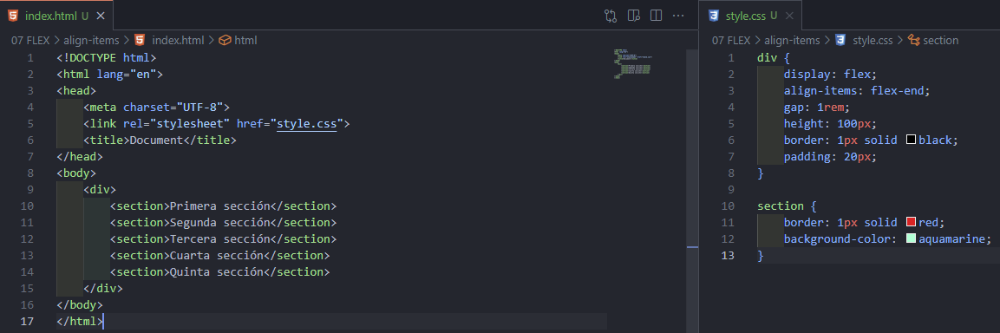 index.html U
07 FLEX > align-items > index.html > html
1 <!DOCTYPE html>
2 <html lang="en">
3 <head>
4     <meta charset="UTF-8">
5     <link rel="stylesheet" href="style.css">
6     <title>Document</title>
7 </head>
8 <body>
9     <div>
10         <section>Primera sección</section>
11         <section>Segunda sección</section>
12         <section>Tercera sección</section>
13         <section>Cuarta sección</section>
14         <section>Quinta sección</section>
15     </div>
16 </body>
17 </html>
style.css U
07 FLEX > align-items > style.css > section
1 div {
2     display: flex;
3     align-items: flex-end;
4     gap: 1rem;
5     height: 100px;
6     border: 1px solid black;
7     padding: 20px;
8 }
9
10 section {
11     border: 1px solid red;
12     background-color: aquamarine;
13 }